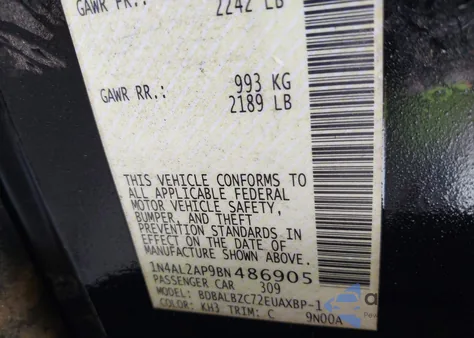 GAWR FR.: 2242 LB
GAWR RR.: 993 KG
2189 LB
THIS VEHICLE CONFORMS TO
ALL APPLICABLE FEDERAL
MOTOR VEHICLE SAFETY,
BUMPER, AND THEFT
PREVENTION STANDARDS IN
EFFECT ON THE DATE OF
MANUFACTURE SHOWN ABOVE.
1N4AL2AP9BN486905
PASSENGER CAR 309
MODEL: BDBALBZC72EUAXBP-1
COLOR: KH3 TRIM: C 9N00A
a